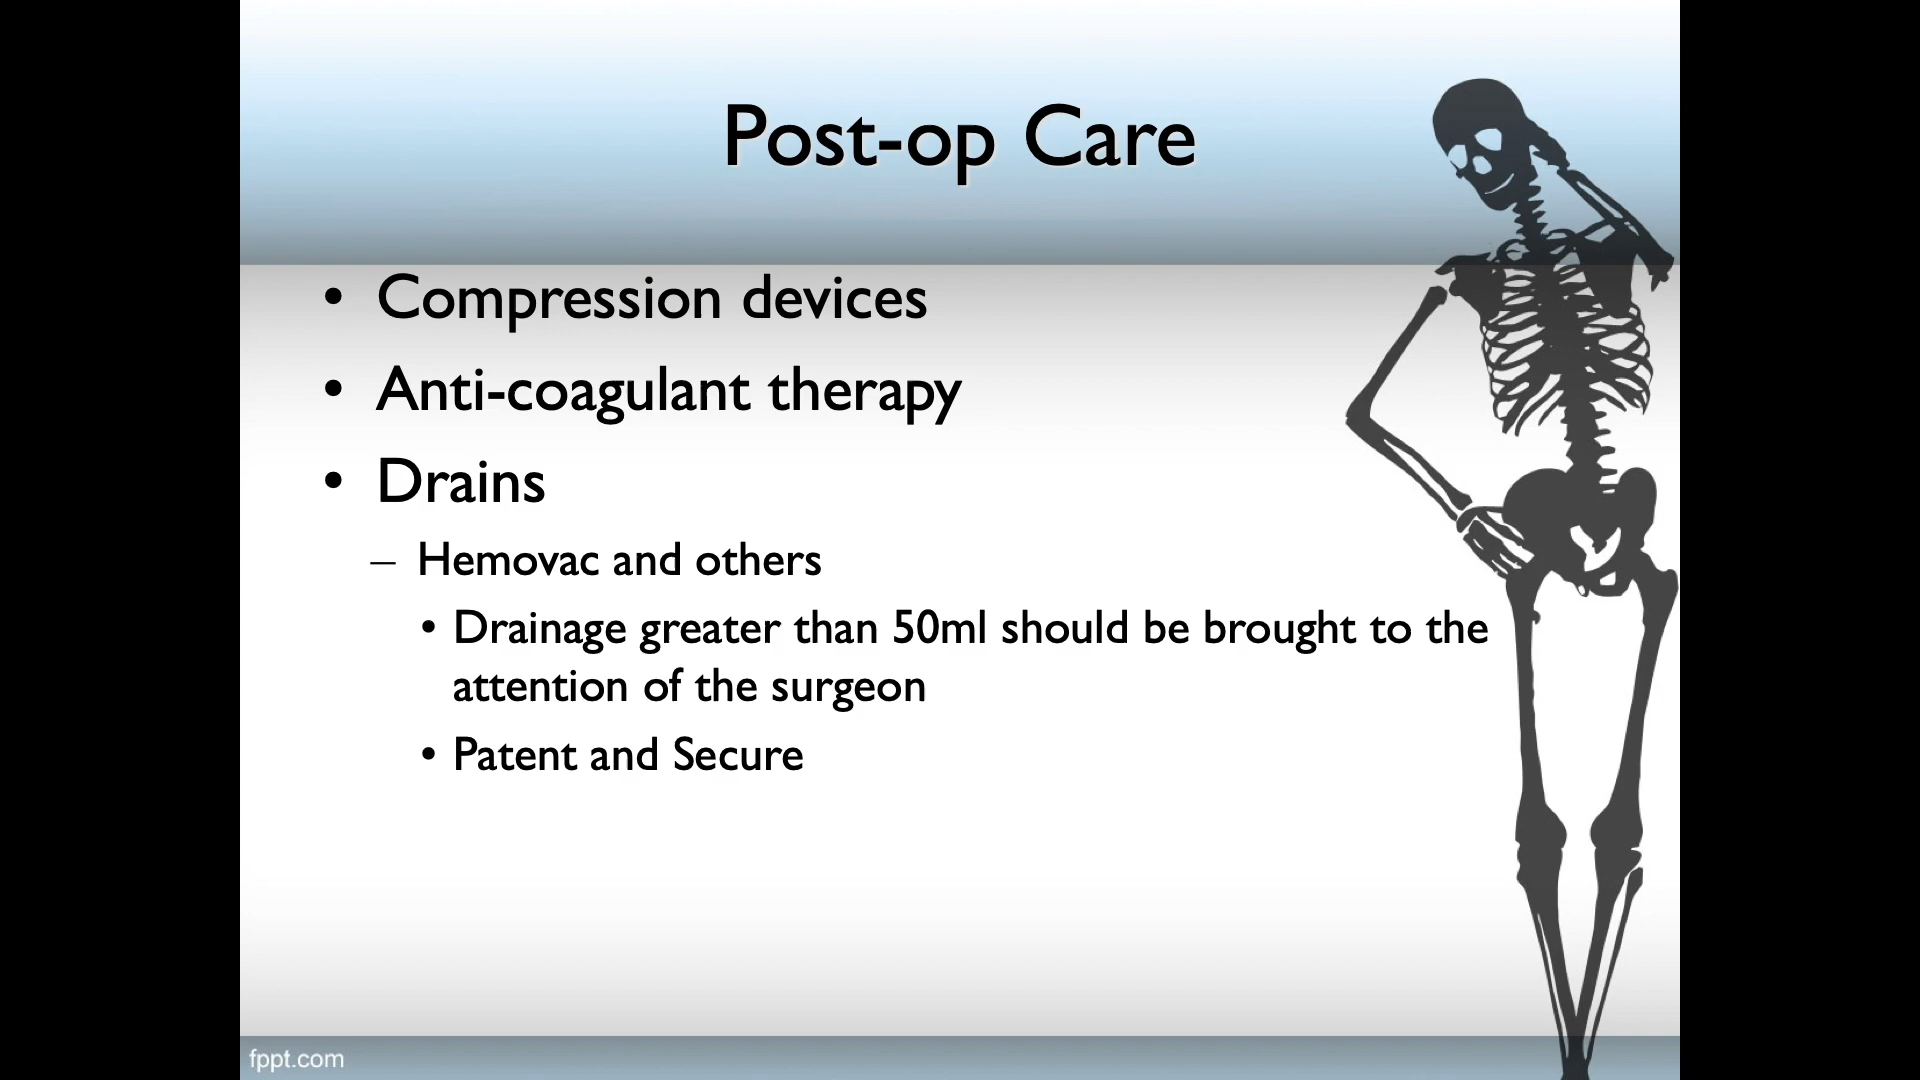 Post-op Care
• Compression devices
• Anti-coagulant therapy
• Drains
– Hemovac and others
• Drainage greater than 50ml should be brought to the
attention of the surgeon
• Patent and Secure
fppt.com